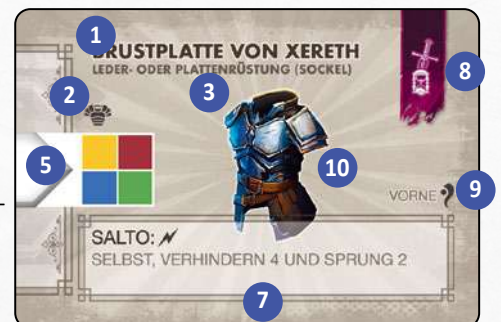 1
BRUSTPLATTE VON XERETH
LEDER- ODER PLATTENRÜSTUNG (SOCKEL)
2
3
8
5
10
VORNE
9
SALTO:
SELBST, VERHINDERN 4 UND SPRUNG 2
7